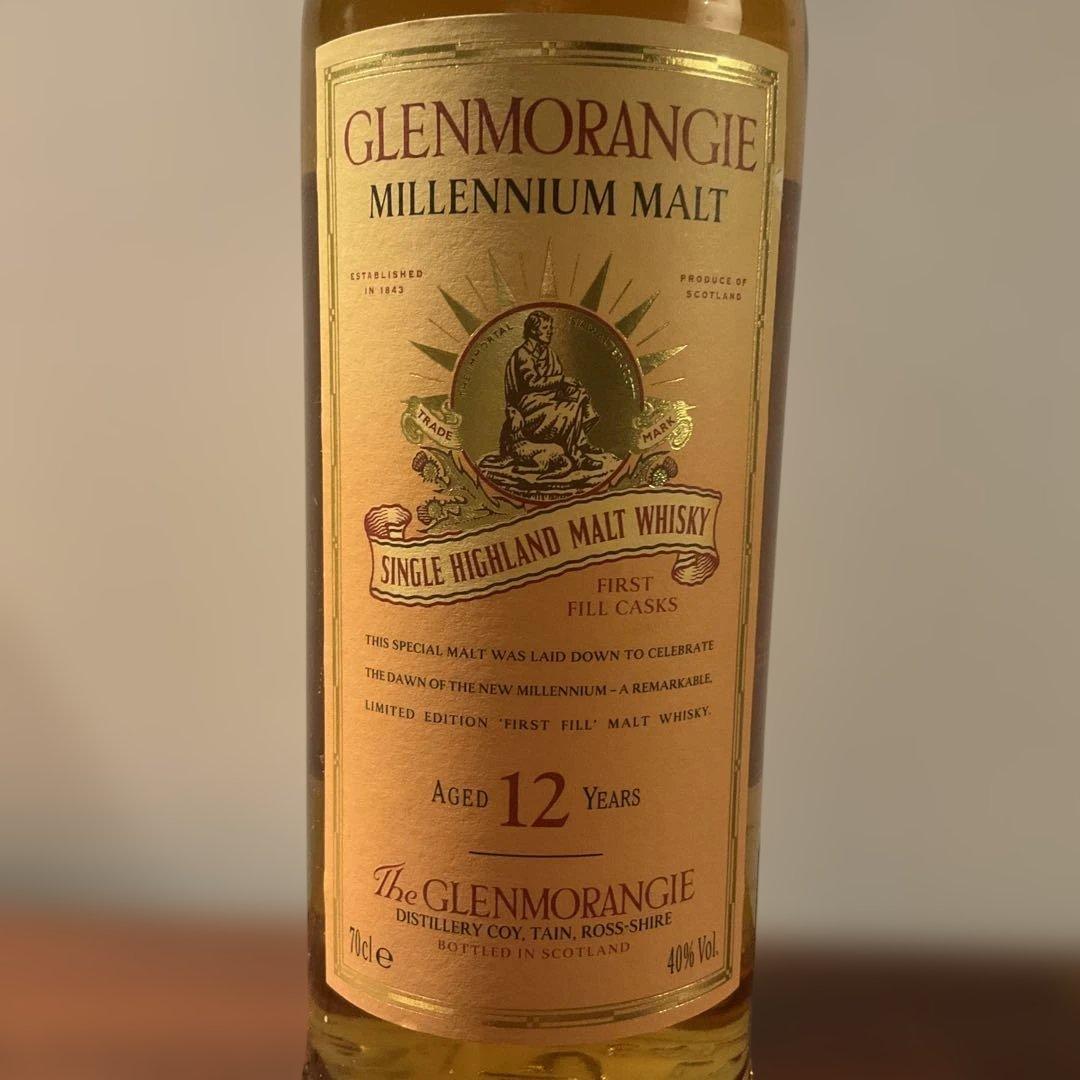 GLENMORANGIE
MILLENNIUM MALT
ESTABLISHED
IN 1843
PRODUCE OF
SCOTLAND
THE IMMORTAL
TRADE
MARK
SINGLE HIGHLAND MALT WHISKY
FIRST
FILL CASKS
THIS SPECIAL MALT WAS LAID DOWN TO CELEBRATE
THE DAWN OF THE NEW MILLENNIUM – A REMARKABLE,
LIMITED EDITION 'FIRST FILL' MALT WHISKY.
AGED 12 YEARS
The GLENMORANGIE
DISTILLERY COY, TAIN, ROSS-SHIRE
BOTTLED IN SCOTLAND
70cl e
40% Vol.